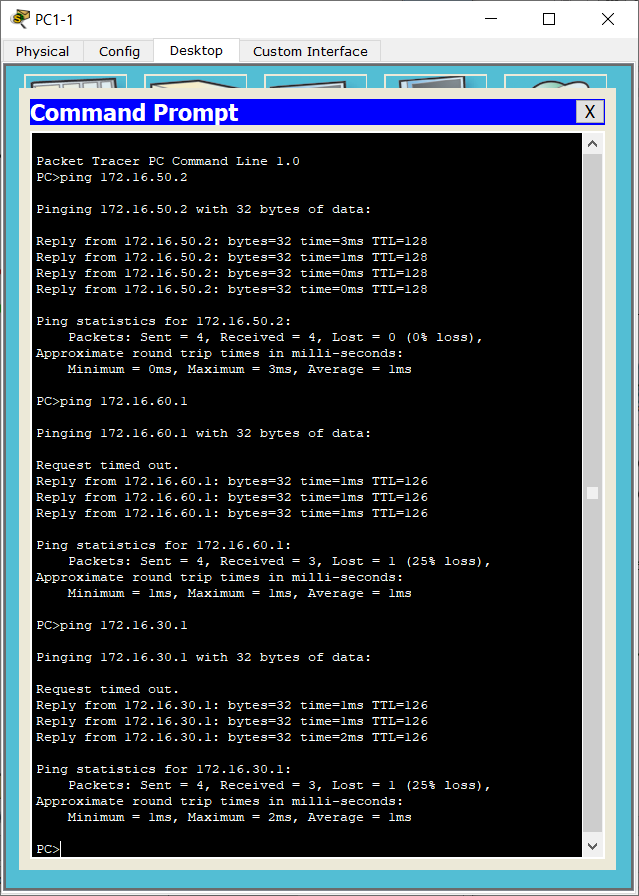 PC1-1
Physical Config Desktop Custom Interface
Command Prompt X
Packet Tracer PC Command Line 1.0
PC>ping 172.16.50.2
Pinging 172.16.50.2 with 32 bytes of data:
Reply from 172.16.50.2: bytes=32 time=3ms TTL=128
Reply from 172.16.50.2: bytes=32 time=1ms TTL=128
Reply from 172.16.50.2: bytes=32 time=0ms TTL=128
Reply from 172.16.50.2: bytes=32 time=0ms TTL=128
Ping statistics for 172.16.50.2:
    Packets: Sent = 4, Received = 4, Lost = 0 (0% loss),
Approximate round trip times in milli-seconds:
    Minimum = 0ms, Maximum = 3ms, Average = 1ms
PC>ping 172.16.60.1
Pinging 172.16.60.1 with 32 bytes of data:
Request timed out.
Reply from 172.16.60.1: bytes=32 time=1ms TTL=126
Reply from 172.16.60.1: bytes=32 time=1ms TTL=126
Reply from 172.16.60.1: bytes=32 time=1ms TTL=126
Ping statistics for 172.16.60.1:
    Packets: Sent = 4, Received = 3, Lost = 1 (25% loss),
Approximate round trip times in milli-seconds:
    Minimum = 1ms, Maximum = 1ms, Average = 1ms
PC>ping 172.16.30.1
Pinging 172.16.30.1 with 32 bytes of data:
Request timed out.
Reply from 172.16.30.1: bytes=32 time=1ms TTL=126
Reply from 172.16.30.1: bytes=32 time=1ms TTL=126
Reply from 172.16.30.1: bytes=32 time=2ms TTL=126
Ping statistics for 172.16.30.1:
    Packets: Sent = 4, Received = 3, Lost = 1 (25% loss),
Approximate round trip times in milli-seconds:
    Minimum = 1ms, Maximum = 2ms, Average = 1ms
PC>